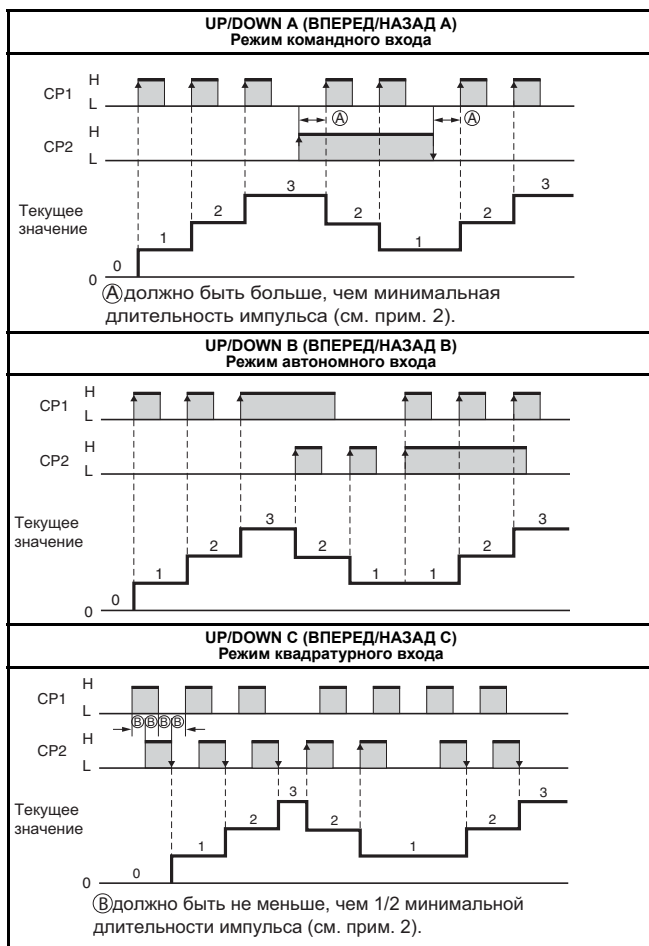 UP/DOWN A (ВПЕРЕД/НАЗАД A)
Режим командного входа
CP1 H
L
Ⓐ Ⓐ
CP2 H
L
Текущее
значение
0 1 2 3 2 1 2 3
0
Ⓐ должно быть больше, чем минимальная
длительность импульса (см. прим. 2).
UP/DOWN B (ВПЕРЕД/НАЗАД B)
Режим автономного входа
CP1 H
L
CP2 H
L
Текущее
значение
0 1 2 3 2 1 1 2 3
0
UP/DOWN C (ВПЕРЕД/НАЗАД C)
Режим квадратурного входа
CP1 H
L
Ⓑ Ⓑ Ⓑ Ⓑ
CP2 H
L
Текущее
значение
0 1 2 3 2 1 2 3
0
Ⓑ должно быть не меньше, чем 1/2 минимальной
длительности импульса (см. прим. 2).